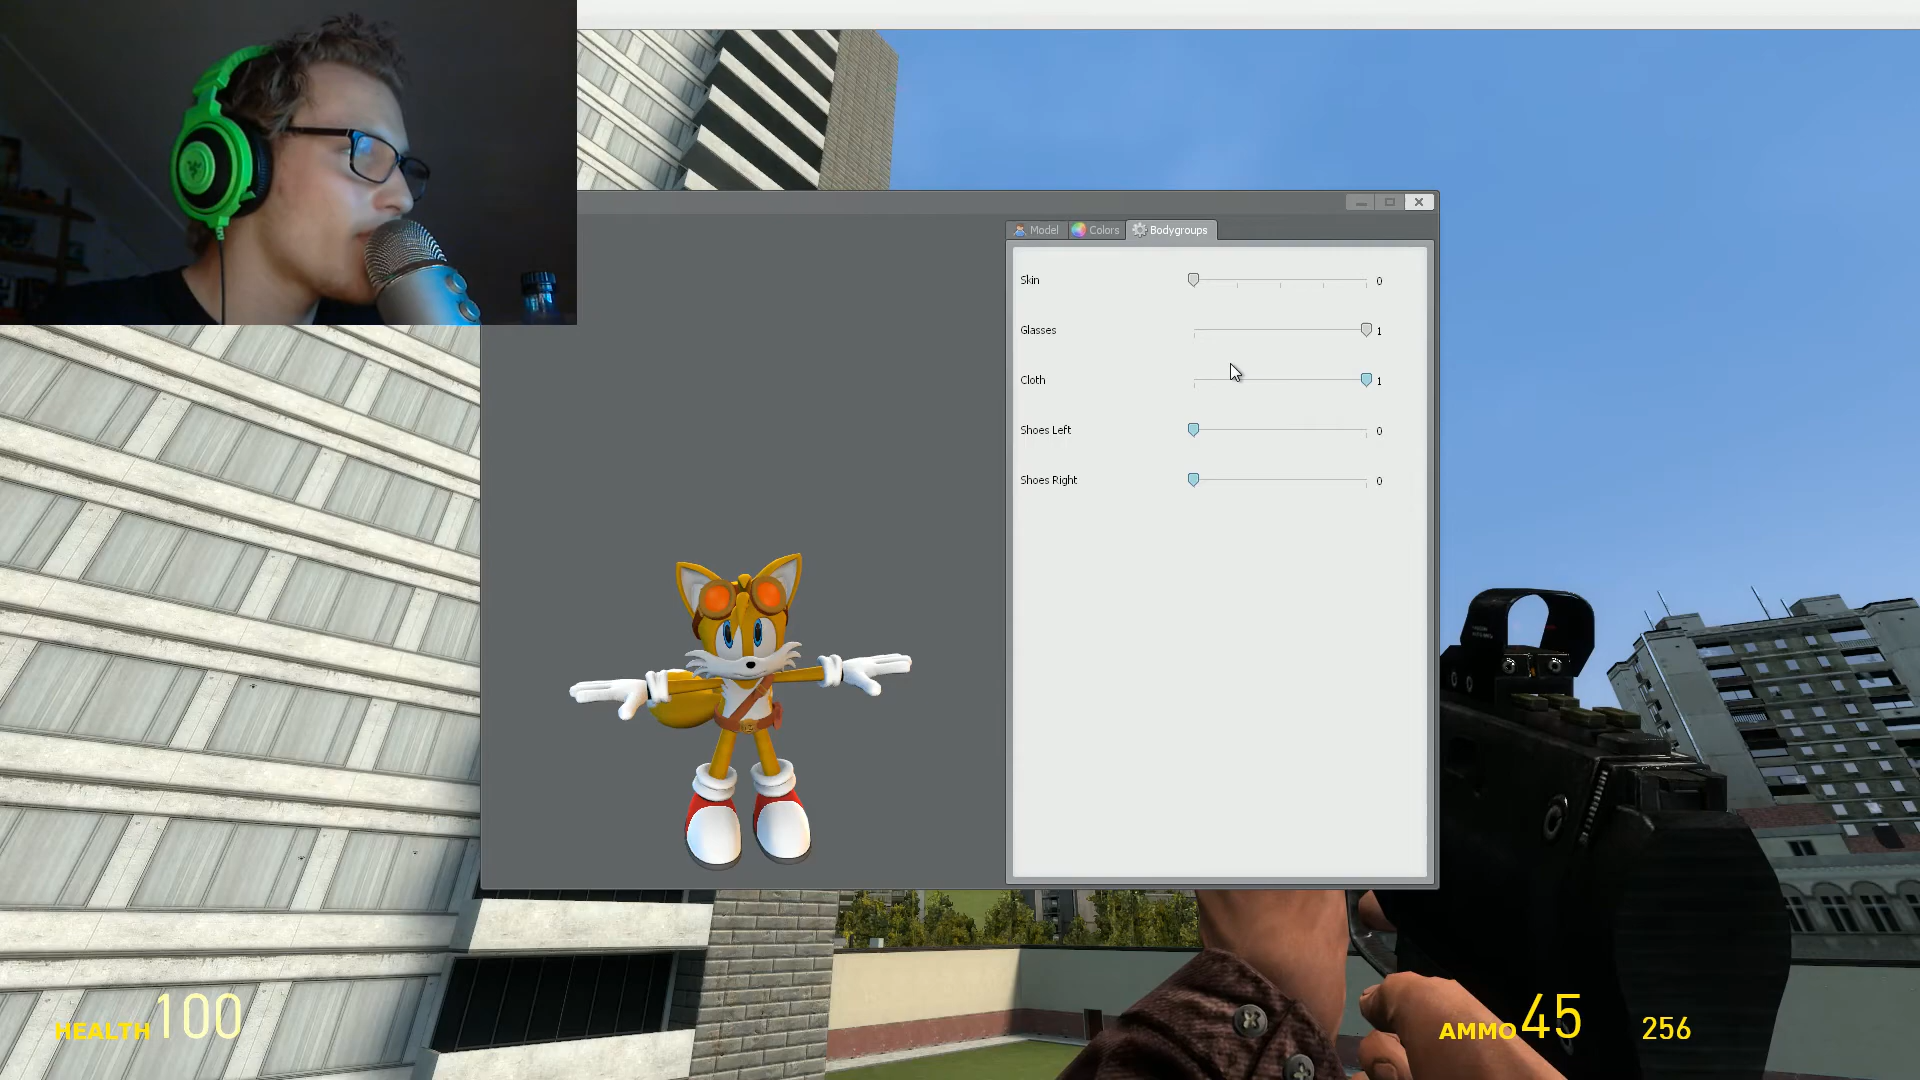 Model Colors Bodygroups
Skin 0
Glasses 1
Cloth 1
Shoes Left 0
Shoes Right 0
HEALTH 100
AMMO 45 256